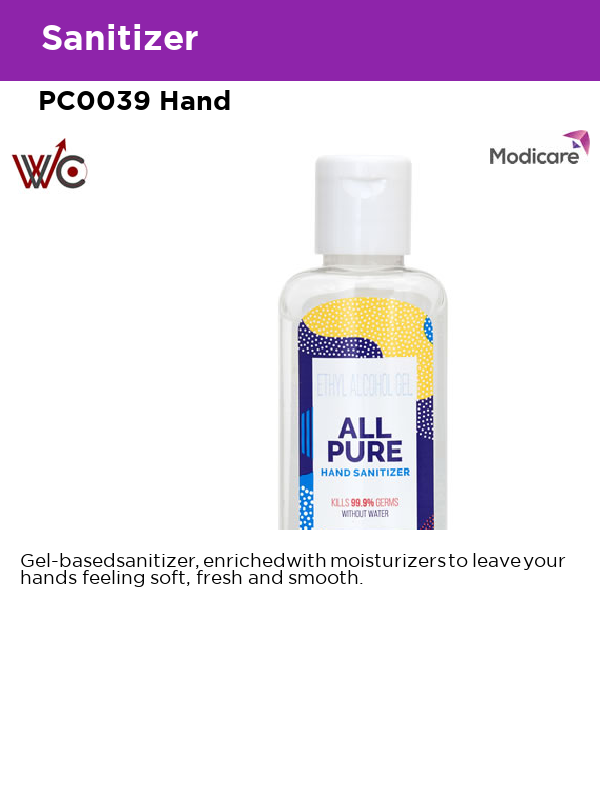 Sanitizer
PC0039 Hand
WC
Modicare
ETHYL ALCOHOL GEL
ALL
PURE
HAND SANITIZER
KILLS 99.9% GERMS
WITHOUT WATER
Gel-basedsanitizer, enrichedwith moisturizersto leaveyour
hands feeling soft, fresh and smooth.